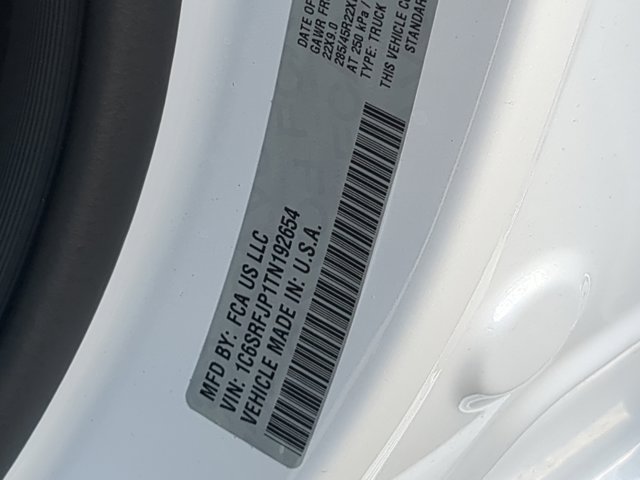 MFD BY: FCA US LLC
VIN: 1C6SRFJP1TN192654
VEHICLE MADE IN: U.S.A.
DATE OF
GAWR FR
22X9.0
285/45R22X
AT 250 kPa /
TYPE: TRUCK
THIS VEHICLE CO
STANDAR